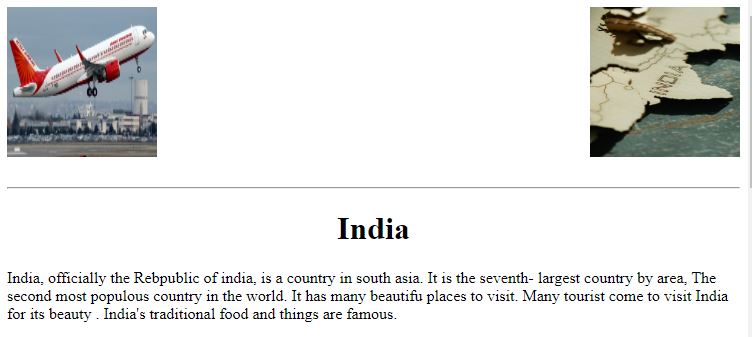 INDIA
India
India, officially the Rebpublic of india, is a country in south asia. It is the seventh- largest country by area, The
second most populous country in the world. It has many beautifu places to visit. Many tourist come to visit India
for its beauty . India's traditional food and things are famous.